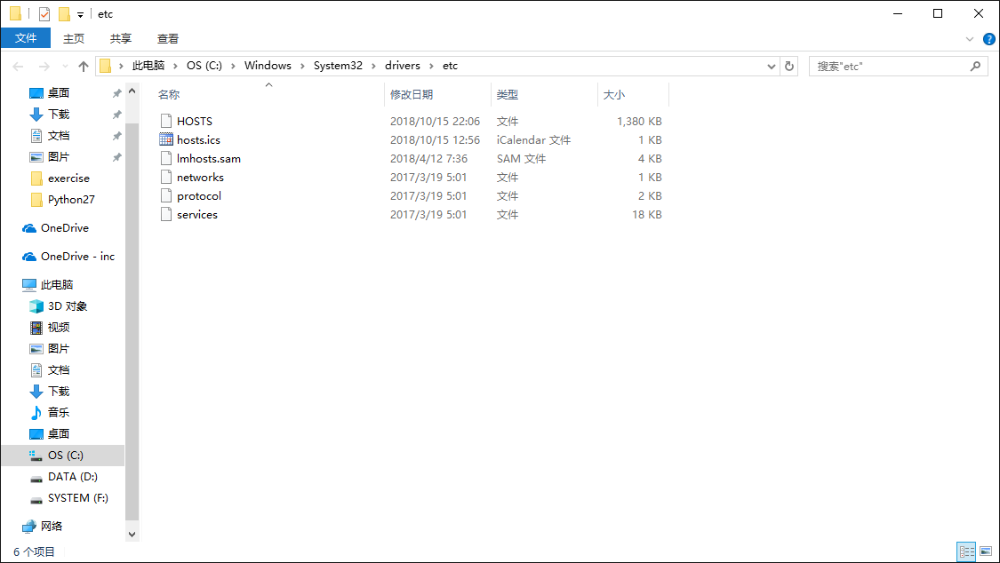 etc
文件 主页 共享 查看
此电脑 OS (C:) Windows System32 drivers etc 搜索"etc"
桌面
下载
文档
图片
exercise
Python27
OneDrive
OneDrive - inc
此电脑
3D 对象
视频
图片
文档
下载
音乐
桌面
OS (C:)
DATA (D:)
SYSTEM (F:)
网络
名称 修改日期 类型 大小
HOSTS 2018/10/15 22:06 文件 1,380 KB
hosts.ics 2018/10/15 12:56 iCalendar 文件 1 KB
lmhosts.sam 2018/4/12 7:36 SAM 文件 4 KB
networks 2017/3/19 5:01 文件 1 KB
protocol 2017/3/19 5:01 文件 2 KB
services 2017/3/19 5:01 文件 18 KB
6 个项目